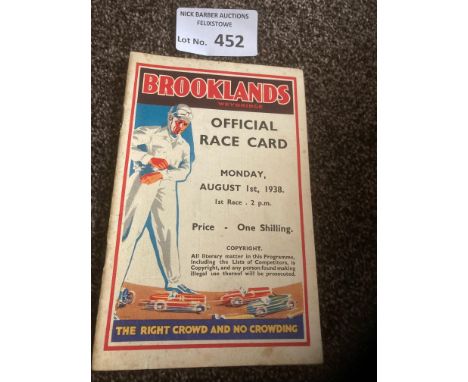 NICK BARBER AUCTIONS
FELIXSTOWE
Lot No. 452
BROOKLANDS
WEYBRIDGE
OFFICIAL
RACE CARD
MONDAY,
AUGUST 1st, 1938.
1st Race . 2 p.m.
Price - One Shilling.
COPYRIGHT.
All literary matter in this Programme,
including the Lists of Competitors, is
Copyright, and any person found making
illegal use thereof will be prosecuted.
THE RIGHT CROWD AND NO CROWDING